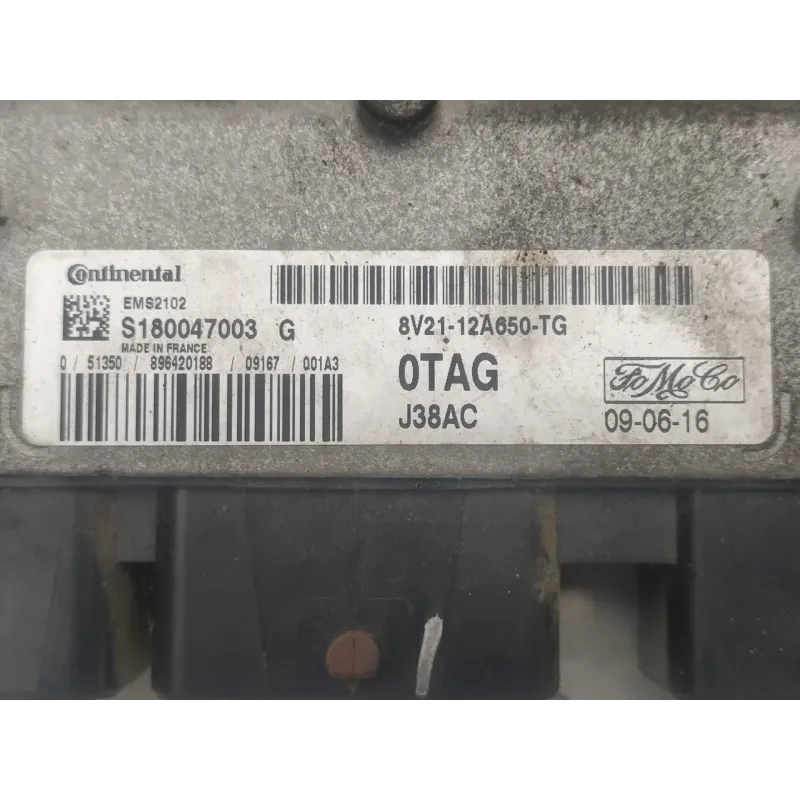 Continental
EMS2102
S180047003 G
MADE IN FRANCE
0 / 51350 / 896420188 / 09167 / 001A3
8V21-12A650-TG
0TAG
J38AC
FoMoCo
09-06-16